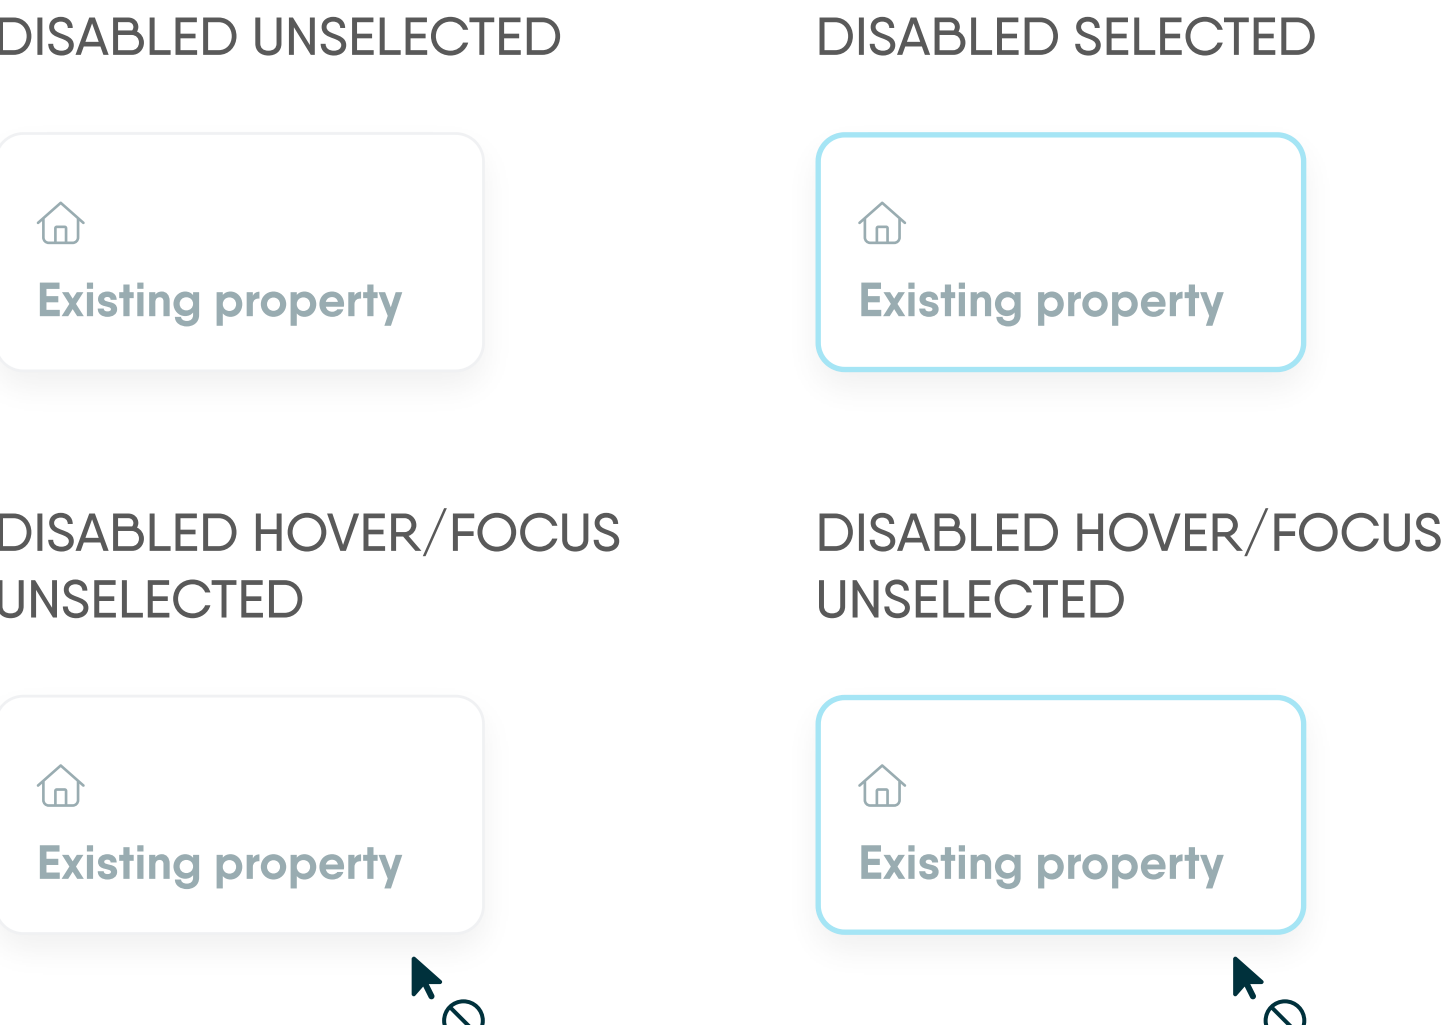 DISABLED UNSELECTED
DISABLED SELECTED
Existing property
Existing property
DISABLED HOVER/FOCUS
UNSELECTED
DISABLED HOVER/FOCUS
UNSELECTED
Existing property
Existing property